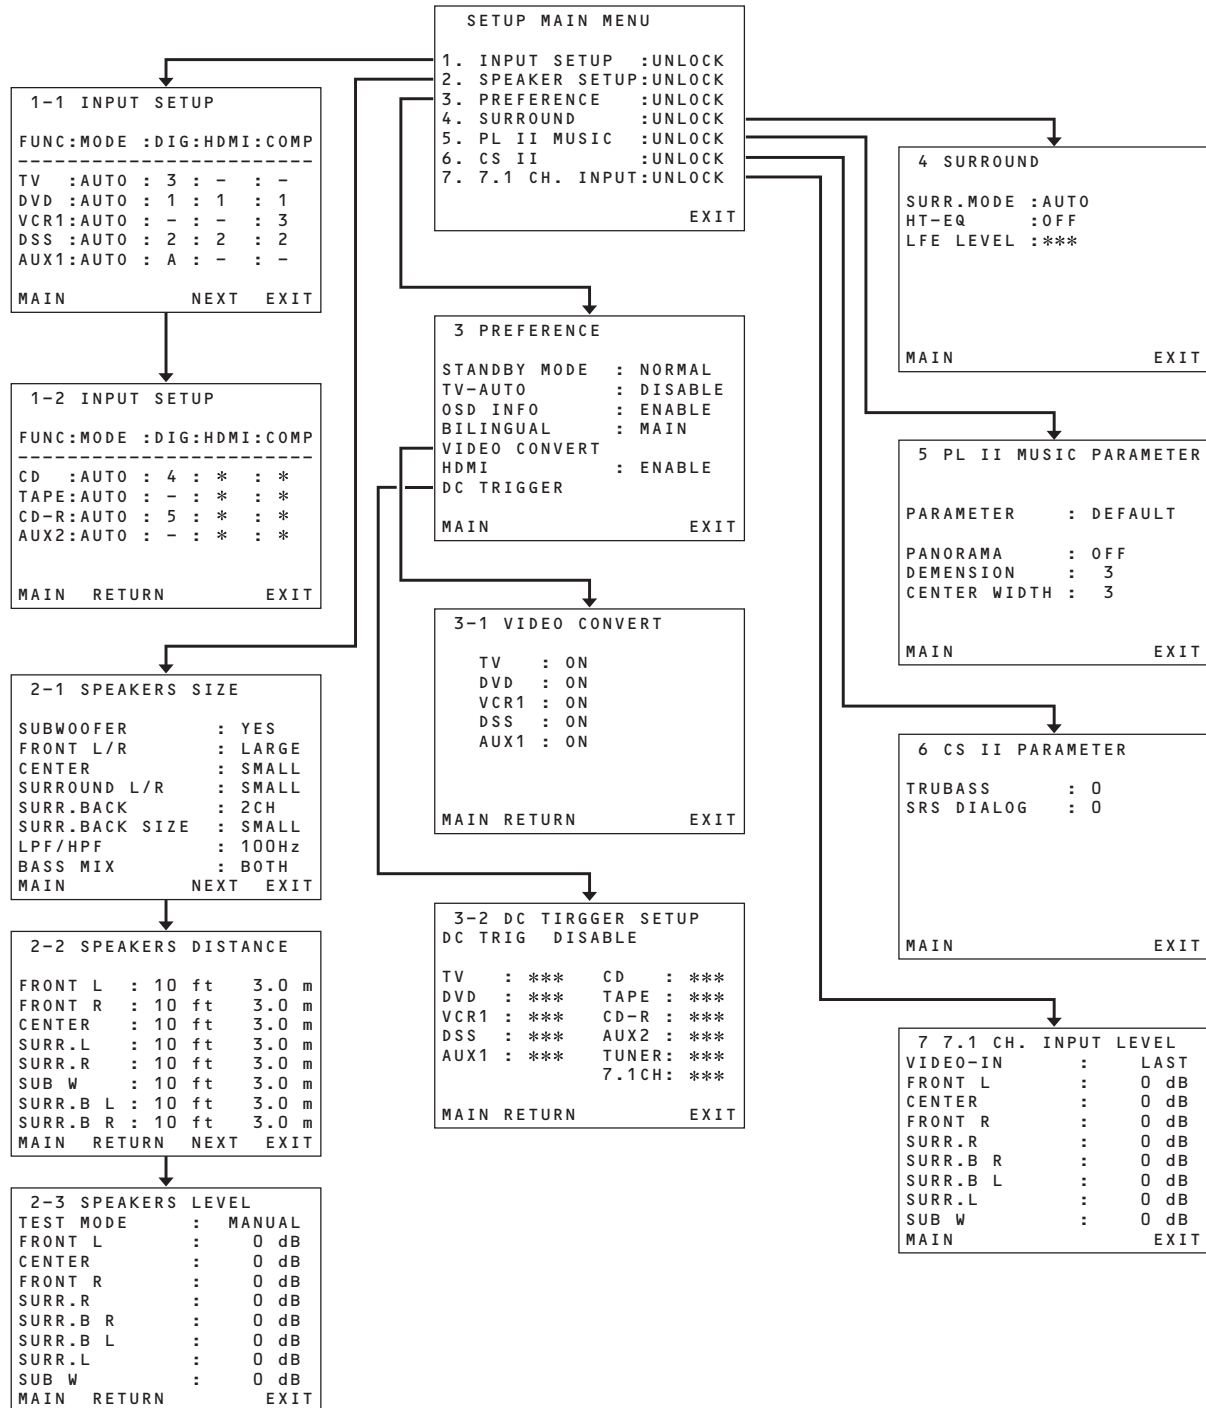 SETUP MAIN MENU
1. INPUT SETUP :UNLOCK
2. SPEAKER SETUP:UNLOCK
3. PREFERENCE :UNLOCK
4. SURROUND :UNLOCK
5. PL II MUSIC :UNLOCK
6. CS II :UNLOCK
7. 7.1 CH. INPUT:UNLOCK
EXIT
1-1 INPUT SETUP
FUNC:MODE :DIG:HDMI:COMP
------------------------
TV :AUTO : 3 : - : -
DVD :AUTO : 1 : 1 : 1
VCR1:AUTO : - : - : 3
DSS :AUTO : 2 : 2 : 2
AUX1:AUTO : A : - : -
MAIN NEXT EXIT
1-2 INPUT SETUP
FUNC:MODE :DIG:HDMI:COMP
------------------------
CD :AUTO : 4 : * : *
TAPE:AUTO : - : * : *
CD-R:AUTO : 5 : * : *
AUX2:AUTO : - : * : *
MAIN RETURN EXIT
2-1 SPEAKERS SIZE
SUBWOOFER : YES
FRONT L/R : LARGE
CENTER : SMALL
SURROUND L/R : SMALL
SURR.BACK : 2CH
SURR.BACK SIZE : SMALL
LPF/HPF : 100Hz
BASS MIX : BOTH
MAIN NEXT EXIT
2-2 SPEAKERS DISTANCE
FRONT L : 10 ft 3.0 m
FRONT R : 10 ft 3.0 m
CENTER : 10 ft 3.0 m
SURR.L : 10 ft 3.0 m
SURR.R : 10 ft 3.0 m
SUB W : 10 ft 3.0 m
SURR.B L : 10 ft 3.0 m
SURR.B R : 10 ft 3.0 m
MAIN RETURN NEXT EXIT
2-3 SPEAKERS LEVEL
TEST MODE : MANUAL
FRONT L : 0 dB
CENTER : 0 dB
FRONT R : 0 dB
SURR.R : 0 dB
SURR.B R : 0 dB
SURR.B L : 0 dB
SURR.L : 0 dB
SUB W : 0 dB
MAIN RETURN EXIT
3 PREFERENCE
STANDBY MODE : NORMAL
TV-AUTO : DISABLE
OSD INFO : ENABLE
BILINGUAL : MAIN
VIDEO CONVERT
HDMI : ENABLE
DC TRIGGER
MAIN EXIT
3-1 VIDEO CONVERT
TV : ON
DVD : ON
VCR1 : ON
DSS : ON
AUX1 : ON
MAIN RETURN EXIT
3-2 DC TIRGGER SETUP
DC TRIG DISABLE
TV : *** CD : ***
DVD : *** TAPE : ***
VCR1 : *** CD-R : ***
DSS : *** AUX2 : ***
AUX1 : *** TUNER: ***
7.1CH: ***
MAIN RETURN EXIT
4 SURROUND
SURR.MODE :AUTO
HT-EQ :OFF
LFE LEVEL :***
MAIN EXIT
5 PL II MUSIC PARAMETER
PARAMETER : DEFAULT
PANORAMA : OFF
DEMENSION : 3
CENTER WIDTH : 3
MAIN EXIT
6 CS II PARAMETER
TRUBASS : 0
SRS DIALOG : 0
MAIN EXIT
7 7.1 CH. INPUT LEVEL
VIDEO-IN : LAST
FRONT L : 0 dB
CENTER : 0 dB
FRONT R : 0 dB
SURR.R : 0 dB
SURR.B R : 0 dB
SURR.B L : 0 dB
SURR.L : 0 dB
SUB W : 0 dB
MAIN EXIT